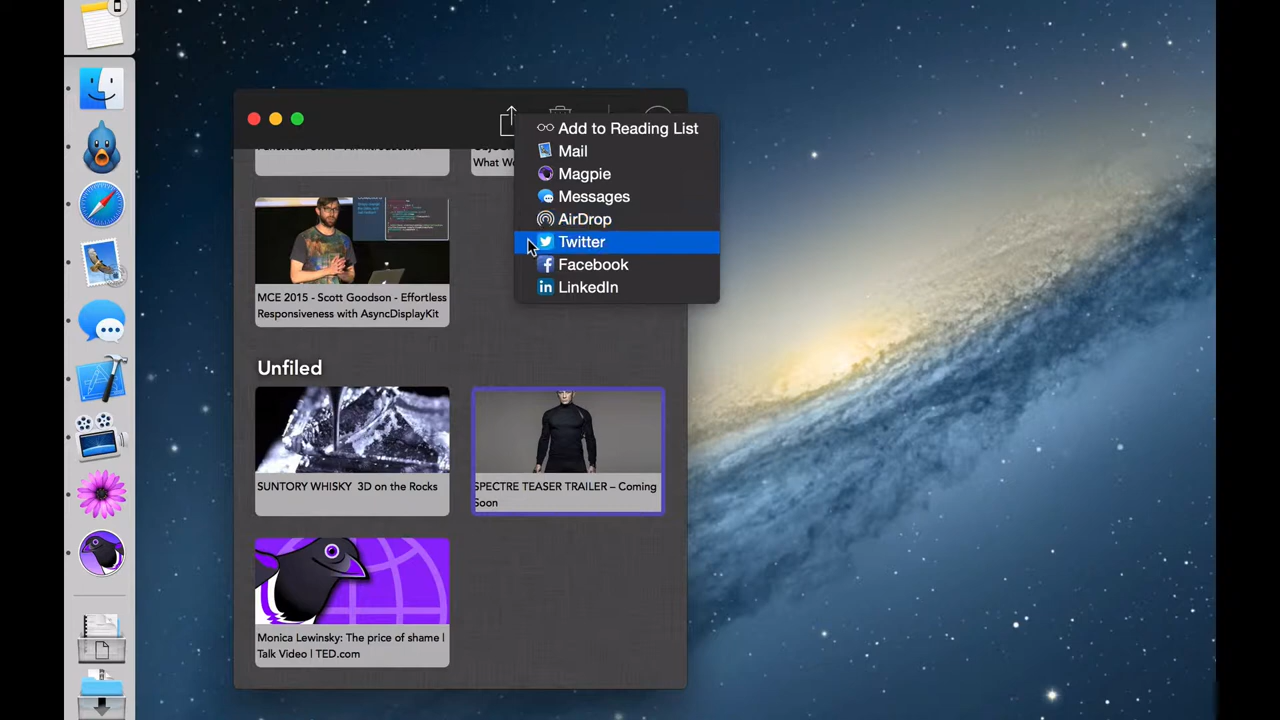 Add to Reading List
Mail
Magpie
Messages
AirDrop
Twitter
Facebook
LinkedIn
What
MCE 2015 - Scott Goodson - Effortless
Responsiveness with AsyncDisplayKit
Unfiled
SUNTORY WHISKY 3D on the Rocks
SPECTRE TEASER TRAILER – Coming
Soon
Monica Lewinsky: The price of shame |
Talk Video | TED.com